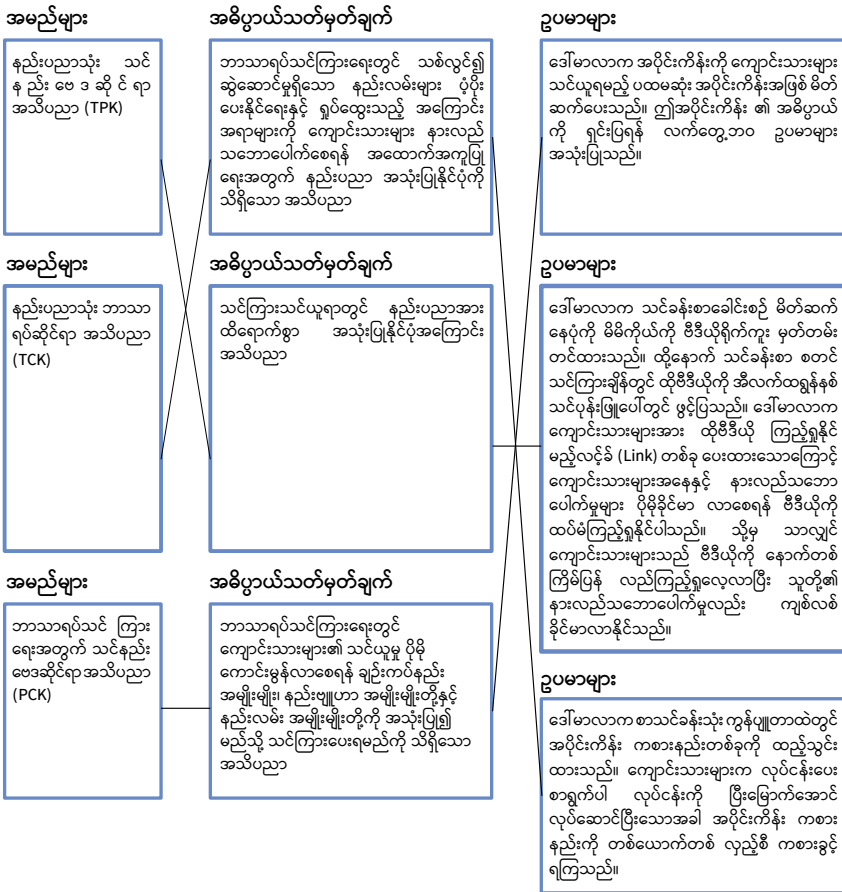 အမည်များ
နည်းပညာသုံး သင်
န ည်း ဗေ ဒ ဆို င် ရာ
အသိပညာ (TPK)
အဓိပ္ပာယ်သတ်မှတ်ချက်
ဘာသာရပ်သင်ကြားရေးတွင် သစ်လွင်၍
ဆွဲဆောင်မှုရှိသော နည်းလမ်းများ ပံ့ပိုး
ပေးနိုင်ရေးနှင့် ရှုပ်ထွေးသည့် အကြောင်း
အရာများကို ကျောင်းသားများ နားလည်
သဘောပေါက်စေရန် အထောက်အကူပြု
ရေးအတွက် နည်းပညာ အသုံးပြုနိုင်ပုံကို
သိရှိသော အသိပညာ
ဥပမာများ
ဒေါ်မာလာက အပိုင်းကိန်းကို ကျောင်းသားများ
သင်ယူရမည့် ပထမဆုံး အပိုင်းကိန်းအဖြစ် မိတ်
ဆက်ပေးသည်။ ဤအပိုင်းကိန်း ၏ အဓိပ္ပာယ်
ကို ရှင်းပြရန် လက်တွေ့ဘဝ ဥပမာများ
အသုံးပြုသည်။
အမည်များ
နည်းပညာသုံး ဘာသာ
ရပ်ဆိုင်ရာ အသိပညာ
(TCK)
အဓိပ္ပာယ်သတ်မှတ်ချက်
သင်ကြားသင်ယူရာတွင် နည်းပညာအား
ထိရောက်စွာ အသုံးပြုနိုင်ပုံအကြောင်း
အသိပညာ
ဥပမာများ
ဒေါ်မာလာက သင်ခန်းစာခေါင်းစဉ် မိတ်ဆက်
နေပုံကို မိမိကိုယ်ကို ဗီဒီယိုရိုက်ကူး မှတ်တမ်း
တင်ထားသည်။ ထို့နောက် သင်ခန်းစာ စတင်
သင်ကြားချိန်တွင် ထိုဗီဒီယိုကို အီလက်ထရွန်နစ်
သင်ပုန်းဖြူပေါ်တွင် ဖွင့်ပြသည်။ ဒေါ်မာလာက
ကျောင်းသားများအား ထိုဗီဒီယို ကြည့်ရှုနိုင်
မည့်လင့်ခ် (Link) တစ်ခု ပေးထားသောကြောင့်
ကျောင်းသားများအနေနှင့် နားလည်သဘော
ပေါက်မှုများ ပိုမိုခိုင်မာ လာစေရန် ဗီဒီယိုကို
ထပ်မံကြည့်ရှုနိုင်ပါသည်။ သို့မှ သာလျှင်
ကျောင်းသားများသည် ဗီဒီယိုကို နောက်တစ်
ကြိမ်ပြန် လည်ကြည့်ရှုလေ့လာပြီး သူတို့၏
နားလည်သဘောပေါက်မှုလည်း ကျစ်လစ်
ခိုင်မာလာနိုင်သည်။
အမည်များ
ဘာသာရပ်သင် ကြား
ရေးအတွက် သင်နည်း
ဗေဒဆိုင်ရာ အသိပညာ
(PCK)
အဓိပ္ပာယ်သတ်မှတ်ချက်
ဘာသာရပ်သင်ကြားရေးတွင်
ကျောင်းသားများ၏ သင်ယူမှု ပိုမို
ကောင်းမွန်လာစေရန် ချဉ်းကပ်နည်း
အမျိုးမျိုး၊ နည်းဗျူဟာ အမျိုးမျိုးတို့နှင့်
နည်းလမ်း အမျိုးမျိုးတို့ကို အသုံးပြု၍
မည်သို့ သင်ကြားပေးရမည်ကို သိရှိသော
အသိပညာ
ဥပမာများ
ဒေါ်မာလာက စာသင်ခန်းသုံး ကွန်ပျူတာထဲတွင်
အပိုင်းကိန်း ကစားနည်းတစ်ခုကို ထည့်သွင်း
ထားသည်။ ကျောင်းသားများက လုပ်ငန်းပေး
စာရွက်ပါ လုပ်ငန်းကို ပြီးမြောက်အောင်
လုပ်ဆောင်ပြီးသောအခါ အပိုင်းကိန်း ကစား
နည်းကို တစ်ယောက်တစ် လှည့်စီ ကစားခွင့်
ရကြသည်။